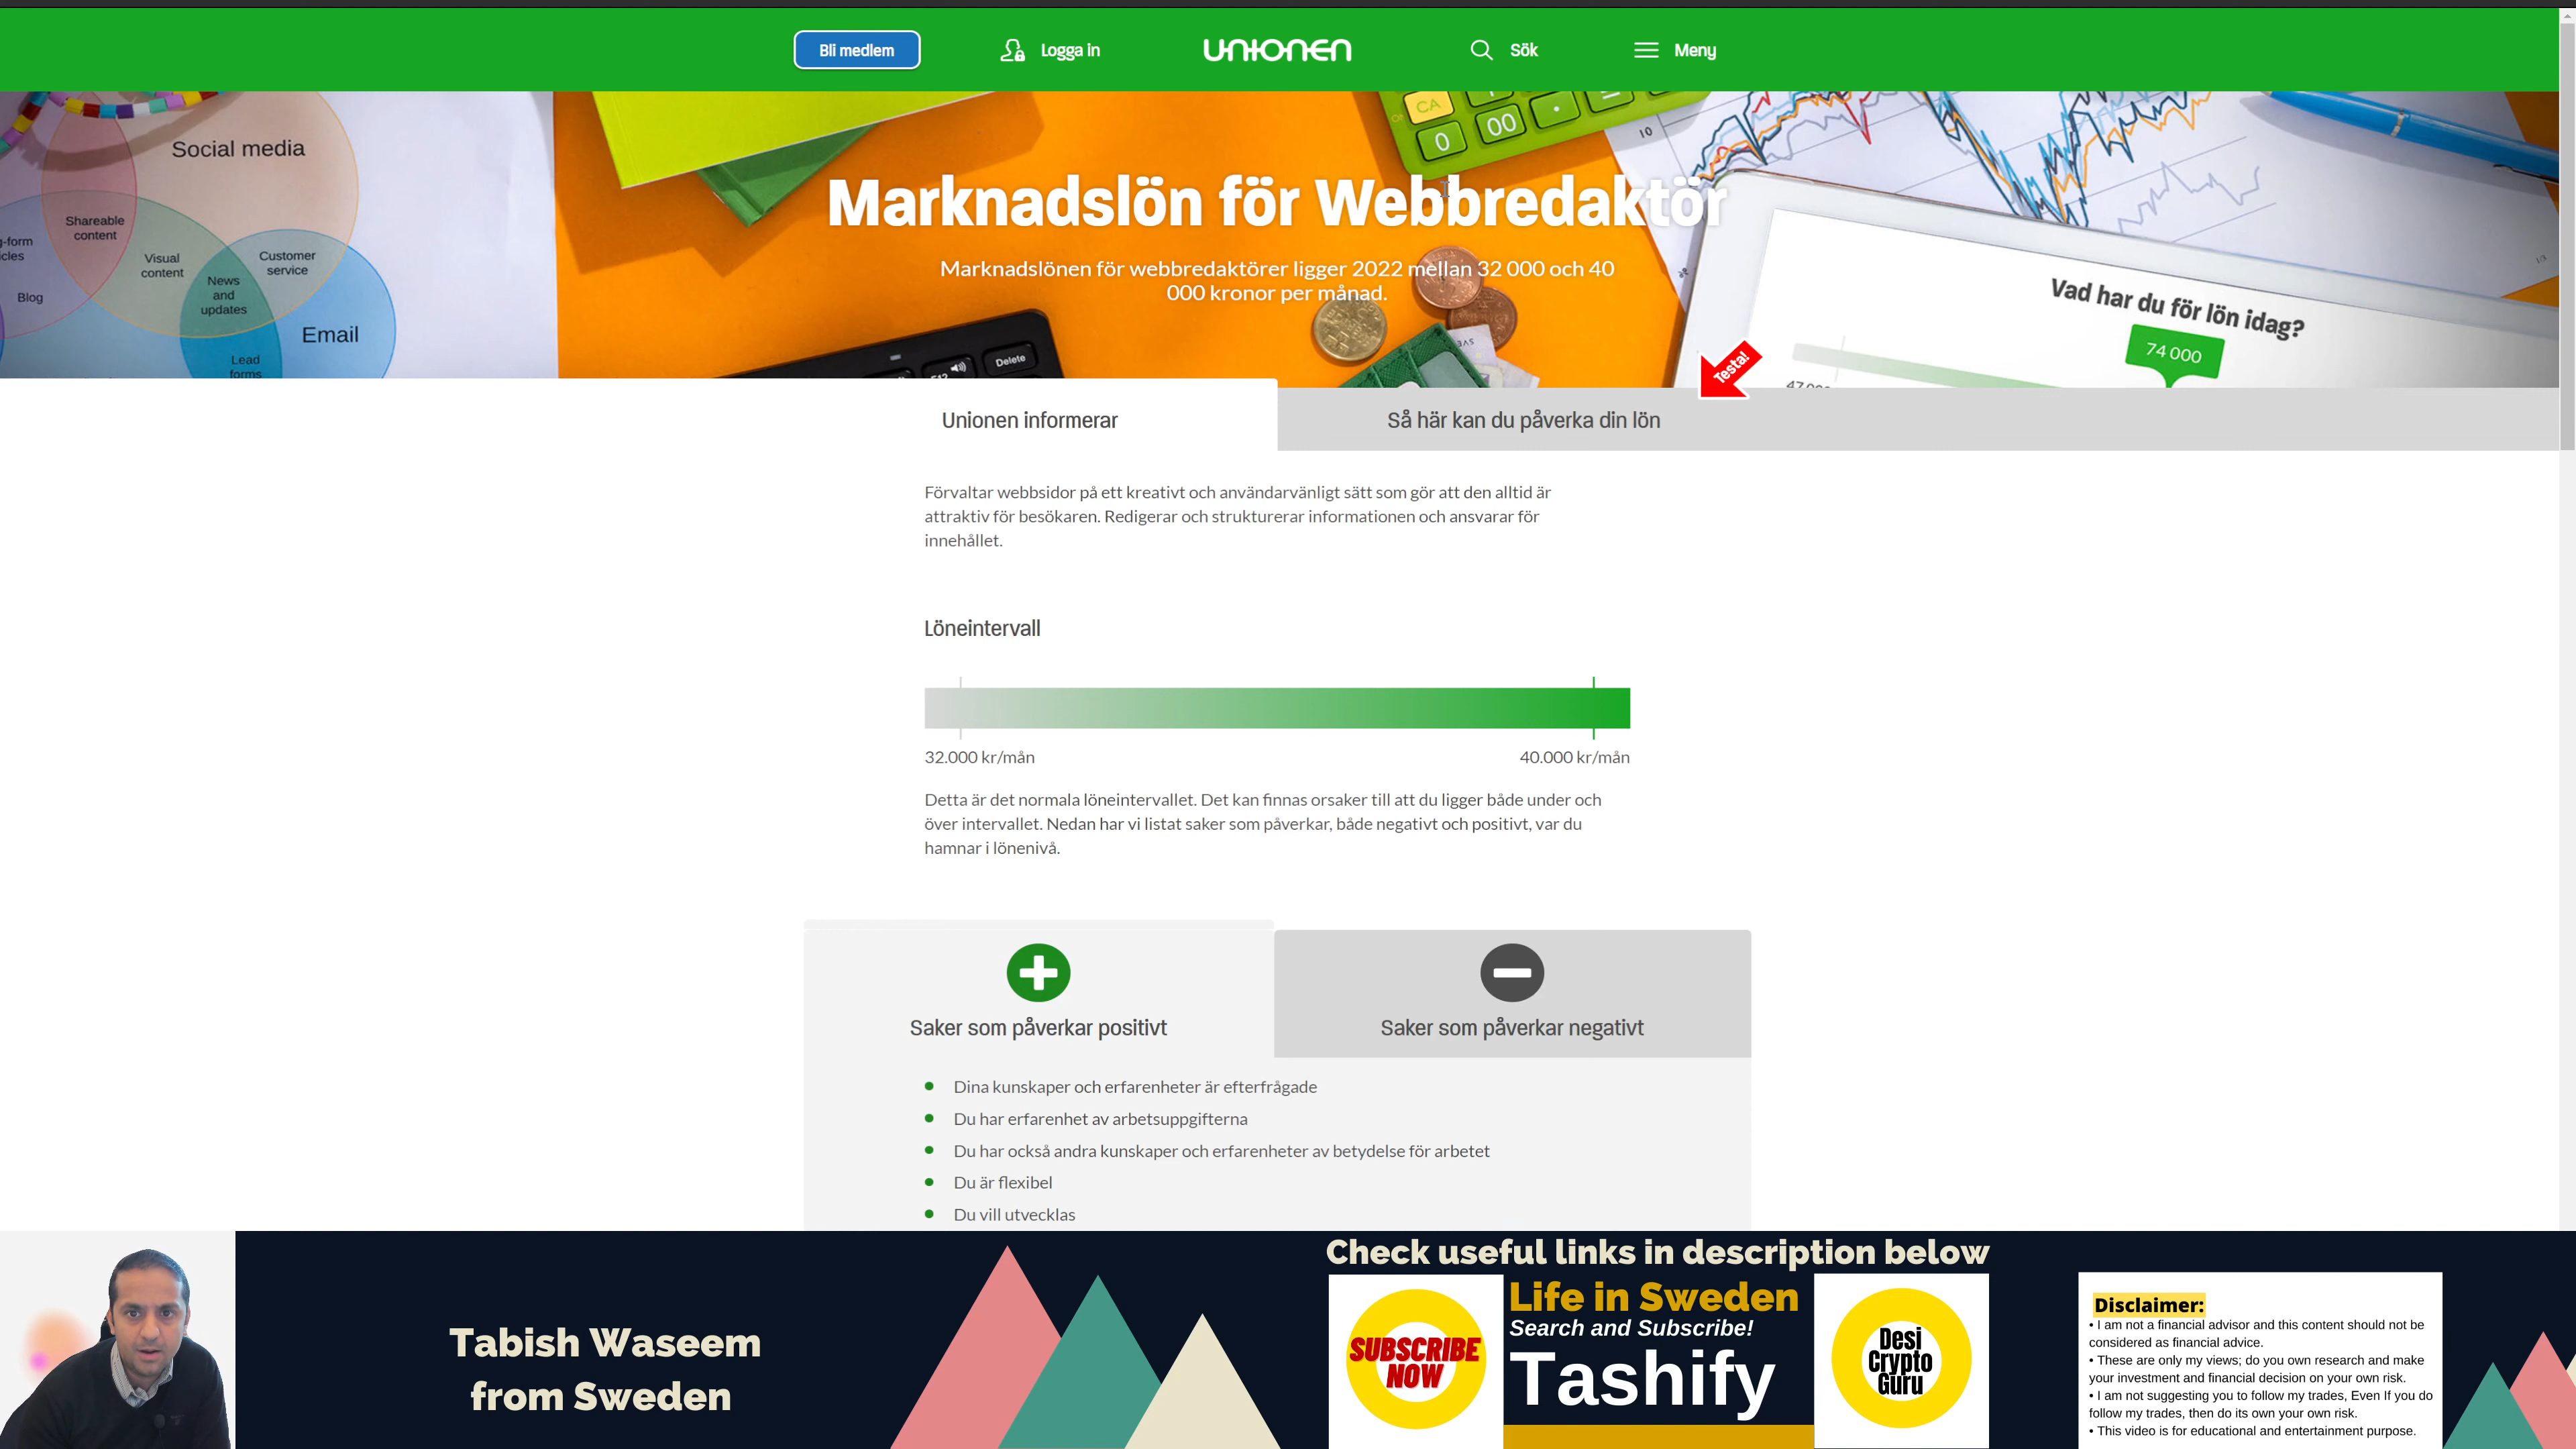 Bli medlem
Logga in
UNIONEN
Sök
Meny
Social media
Shareable
content
Visual
content
Customer
service
News
and
updates
Blog
Email
Lead
forms
CA
0
00
10
Delete
Marknadslön för Webbredaktör
Marknadslönen för webbredaktörer ligger 2022 mellan 32 000 och 40
000 kronor per månad.
Vad har du för lön idag?
74 000
Testa!
Unionen informerar
Så här kan du påverka din lön
Förvaltar webbsidor på ett kreativt och användarvänligt sätt som gör att den alltid är
attraktiv för besökaren. Redigerar och strukturerar informationen och ansvarar för
innehållet.
Löneintervall
32.000 kr/mån
40.000 kr/mån
Detta är det normala löneintervallet. Det kan finnas orsaker till att du ligger både under och
över intervallet. Nedan har vi listat saker som påverkar, både negativt och positivt, var du
hamnar i lönenivå.
Saker som påverkar positivt
Saker som påverkar negativt
• Dina kunskaper och erfarenheter är efterfrågade
• Du har erfarenhet av arbetsuppgifterna
• Du har också andra kunskaper och erfarenheter av betydelse för arbetet
• Du är flexibel
• Du vill utvecklas
Tabish Waseem
from Sweden
Check useful links in description below
SUBSCRIBE
NOW
Life in Sweden
Search and Subscribe!
Tashify
Desi
Crypto
Guru
Disclaimer:
• I am not a financial advisor and this content should not be
considered as financial advice.
• These are only my views; do you own research and make
your investment and financial decision on your own risk.
• I am not suggesting you to follow my trades, Even If you do
follow my trades, then do its own your own risk.
• This video is for educational and entertainment purpose.